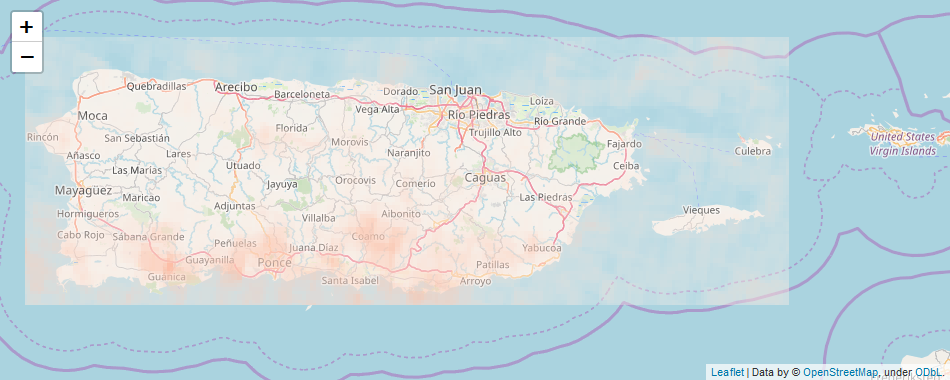 +
−
Quebradillas
Arecibo
Barceloneta
Dorado
San Juan
Loíza
Moca
Vega Alta
Río Piedras
Río Grande
Rincón
San Sebastián
Florida
Morovis
Trujillo Alto
Fajardo
Culebra
United States
Virgin Islands
Añasco
Lares
Naranjito
Las Marías
Utuado
Ceiba
Mayagüez
Maricao
Jayuya
Orocovis
Comerio
Caguas
Las Piedras
Hormigueros
Adjuntas
Villalba
Aibonito
Vieques
Cabo Rojo
Sábana Grande
Peñuelas
Juana Díaz
Coamo
Yabucoa
Guánica
Guayanilla
Ponce
Santa Isabel
Patillas
Arroyo
Leaflet | Data by © OpenStreetMap, under ODbL.